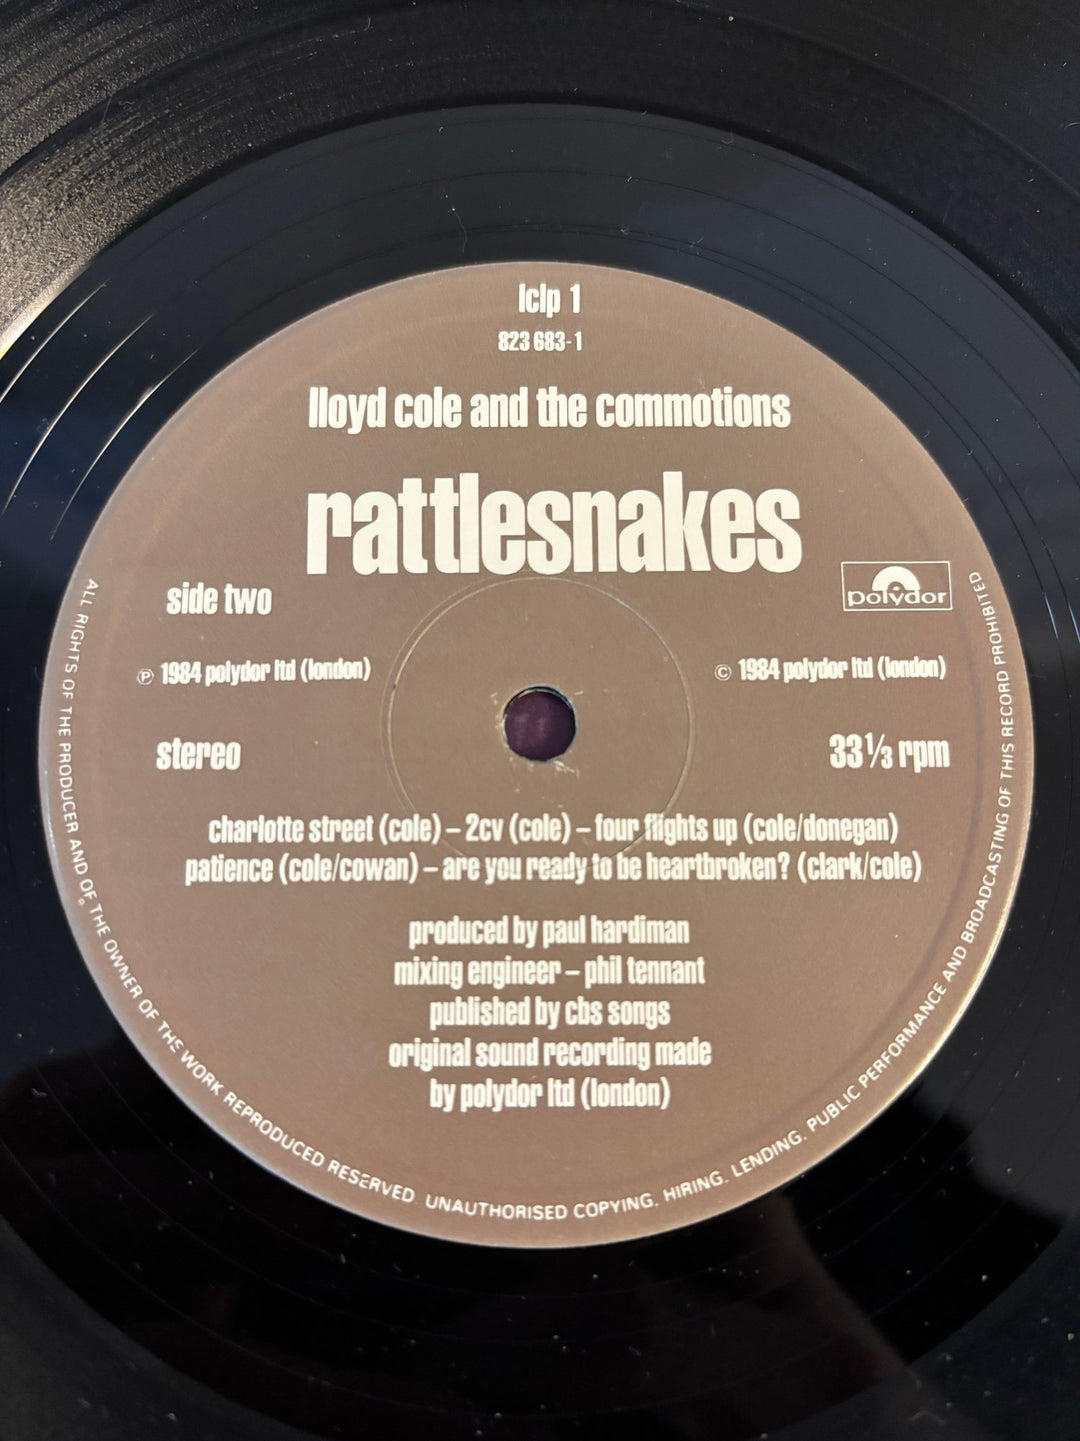 lclp 1
823 683-1
lloyd cole and the commotions
rattlesnakes
side two
polydor
℗ 1984 polydor ltd (london)
© 1984 polydor ltd (london)
stereo
33⅓ rpm
charlotte street (cole) – 2cv (cole) – four flights up (cole/donegan)
patience (cole/cowan) – are you ready to be heartbroken? (clark/cole)
produced by paul hardiman
mixing engineer – phil tennant
published by cbs songs
original sound recording made
by polydor ltd (london)
ALL RIGHTS OF THE PRODUCER AND OF THE OWNER OF THE WORK REPRODUCED RESERVED UNAUTHORISED COPYING. HIRING. LENDING. PUBLIC PERFORMANCE AND BROADCASTING OF THIS RECORD PROHIBITED